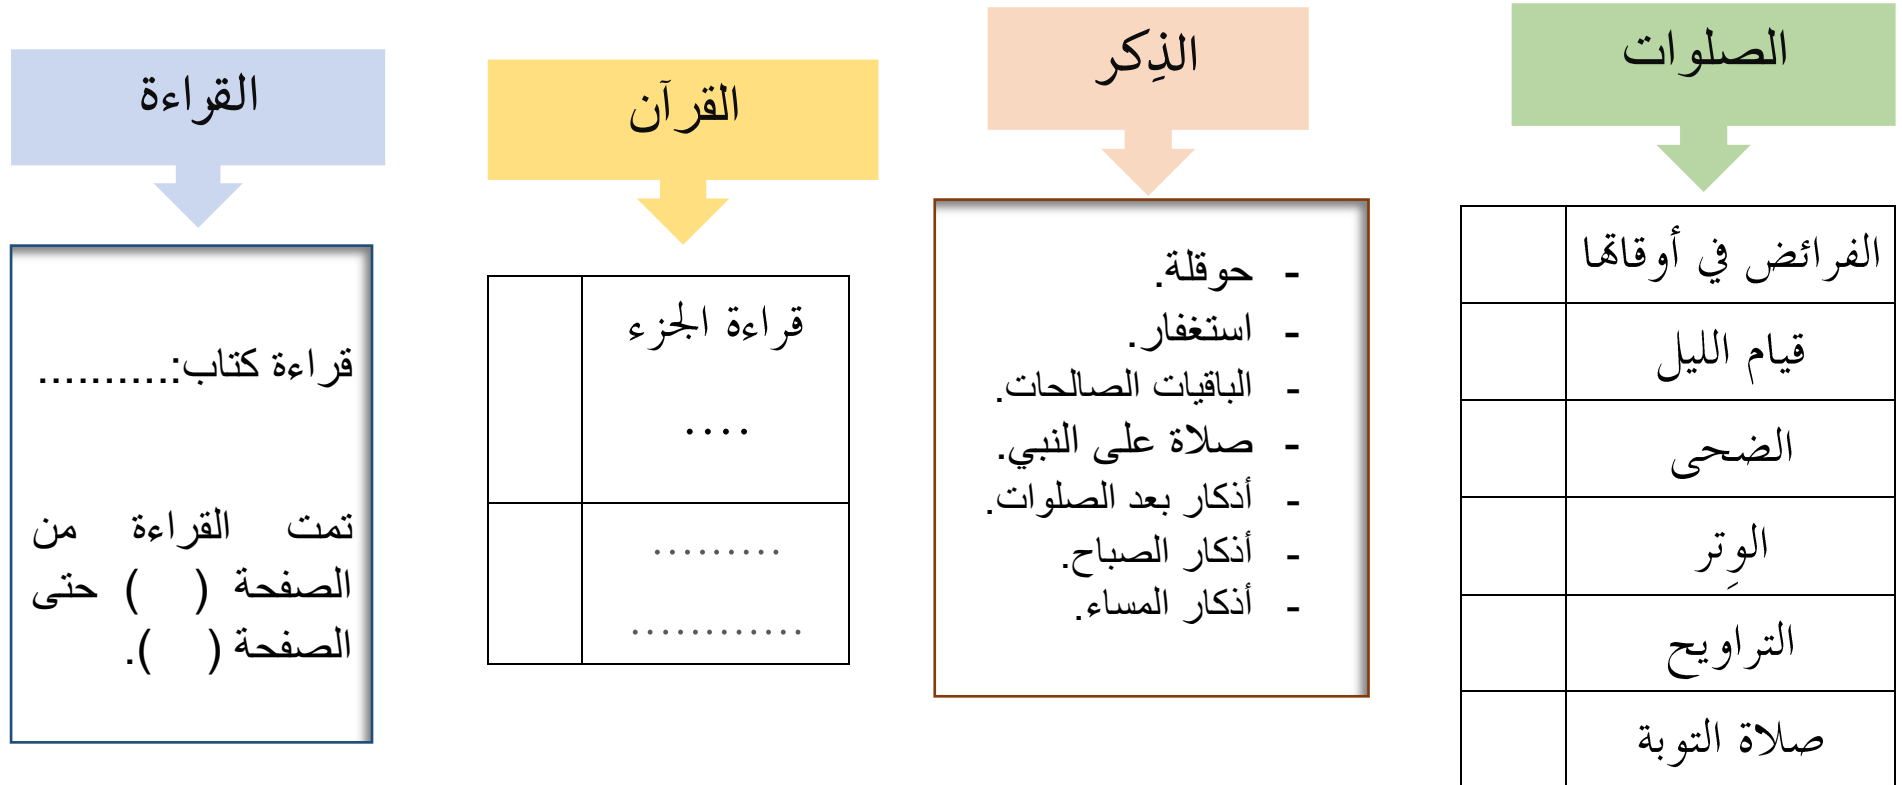 الصلوات
الفرائض في أوقاتها
قيام الليل
الضحى
الوِتر
التراويح
صلاة التوبة
الذِكر
- حوقلة.
- استغفار.
- الباقيات الصالحات.
- صلاة على النبي.
- أذكار بعد الصلوات.
- أذكار الصباح.
- أذكار المساء.
القرآن
قراءة الجزء
....
.........
............
القراءة
قراءة كتاب:...........
تمت القراءة من
الصفحة (   ) حتى
الصفحة (   ).